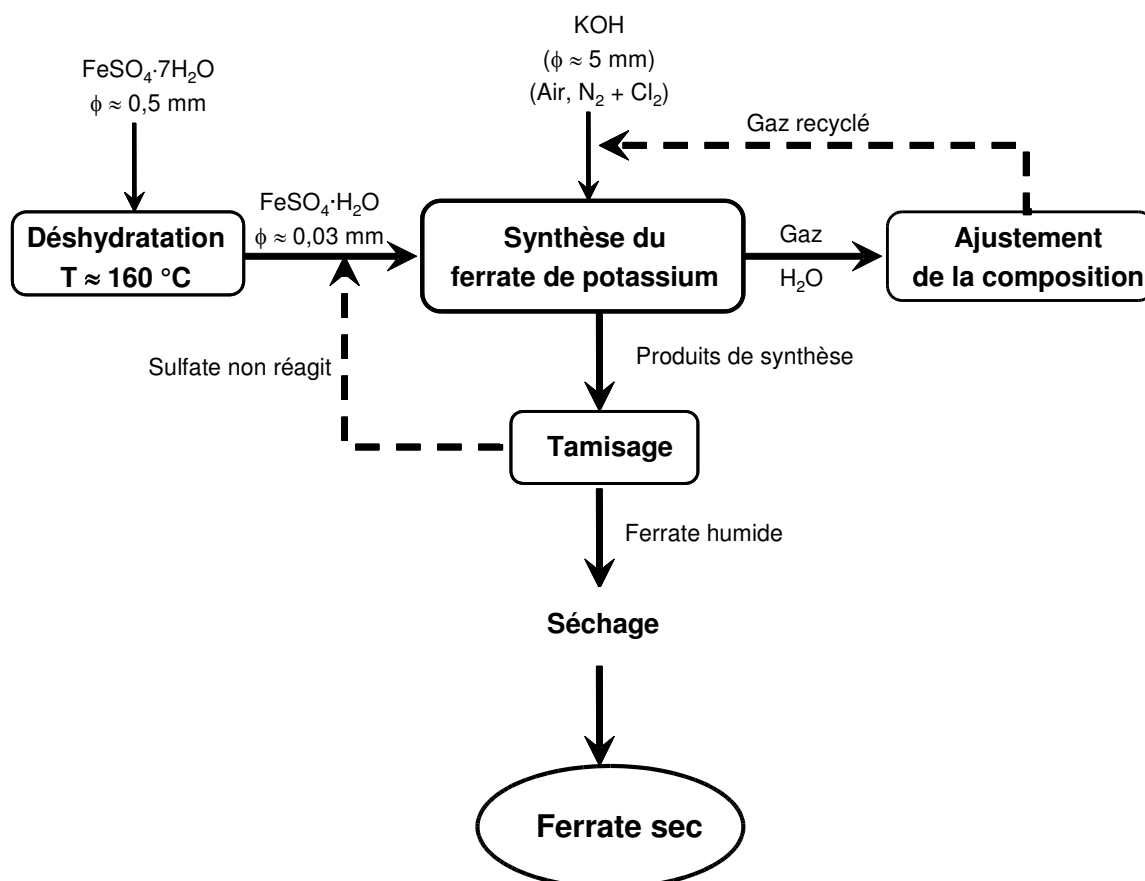 KOH
(ϕ ≈ 5 mm)
(Air, N₂ + Cl₂)
FeSO₄·7H₂O
ϕ ≈ 0,5 mm
Gaz recyclé
FeSO₄·H₂O
ϕ ≈ 0,03 mm
Déshydratation
T ≈ 160 °C
Synthèse du
ferrate de potassium
Gaz
H₂O
Ajustement
de la composition
Sulfate non réagit
Produits de synthèse
Tamisage
Ferrate humide
Séchage
Ferrate sec